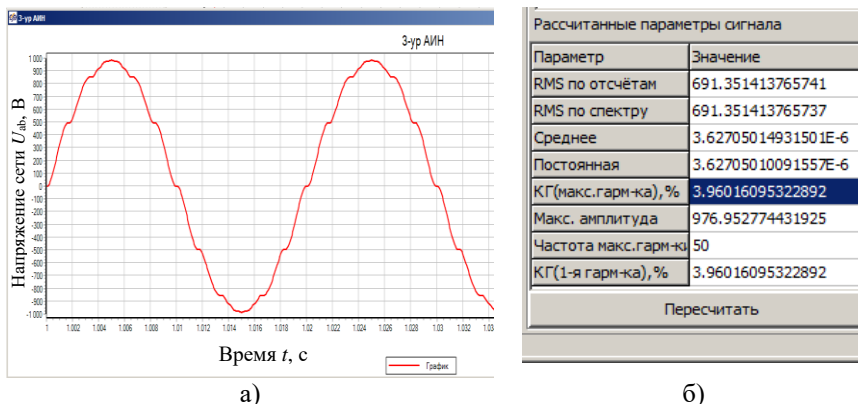 3-ур АИН
3-ур АИН
Напряжение сети Uab, В
1 000
900
800
700
600
500
400
300
200
100
0
-100
-200
-300
-400
-500
-600
-700
-800
-900
-1 000
1 1.002 1.004 1.006 1.008 1.01 1.012 1.014 1.016 1.018 1.02 1.022 1.024 1.026 1.028 1.03 1.032 1.03
Время t, с
График
а)
Рассчитанные параметры сигнала
Параметр Значение
RMS по отсчётам 691.351413765741
RMS по спектру 691.351413765737
Среднее 3.62705014931501E-6
Постоянная 3.62705010091557E-6
КГ(макс.гарм-ка),% 3.96016095322892
Макс. амплитуда 976.952774431925
Частота макс.гарм-ки 50
КГ(1-я гарм-ка),% 3.96016095322892
Пересчитать
б)